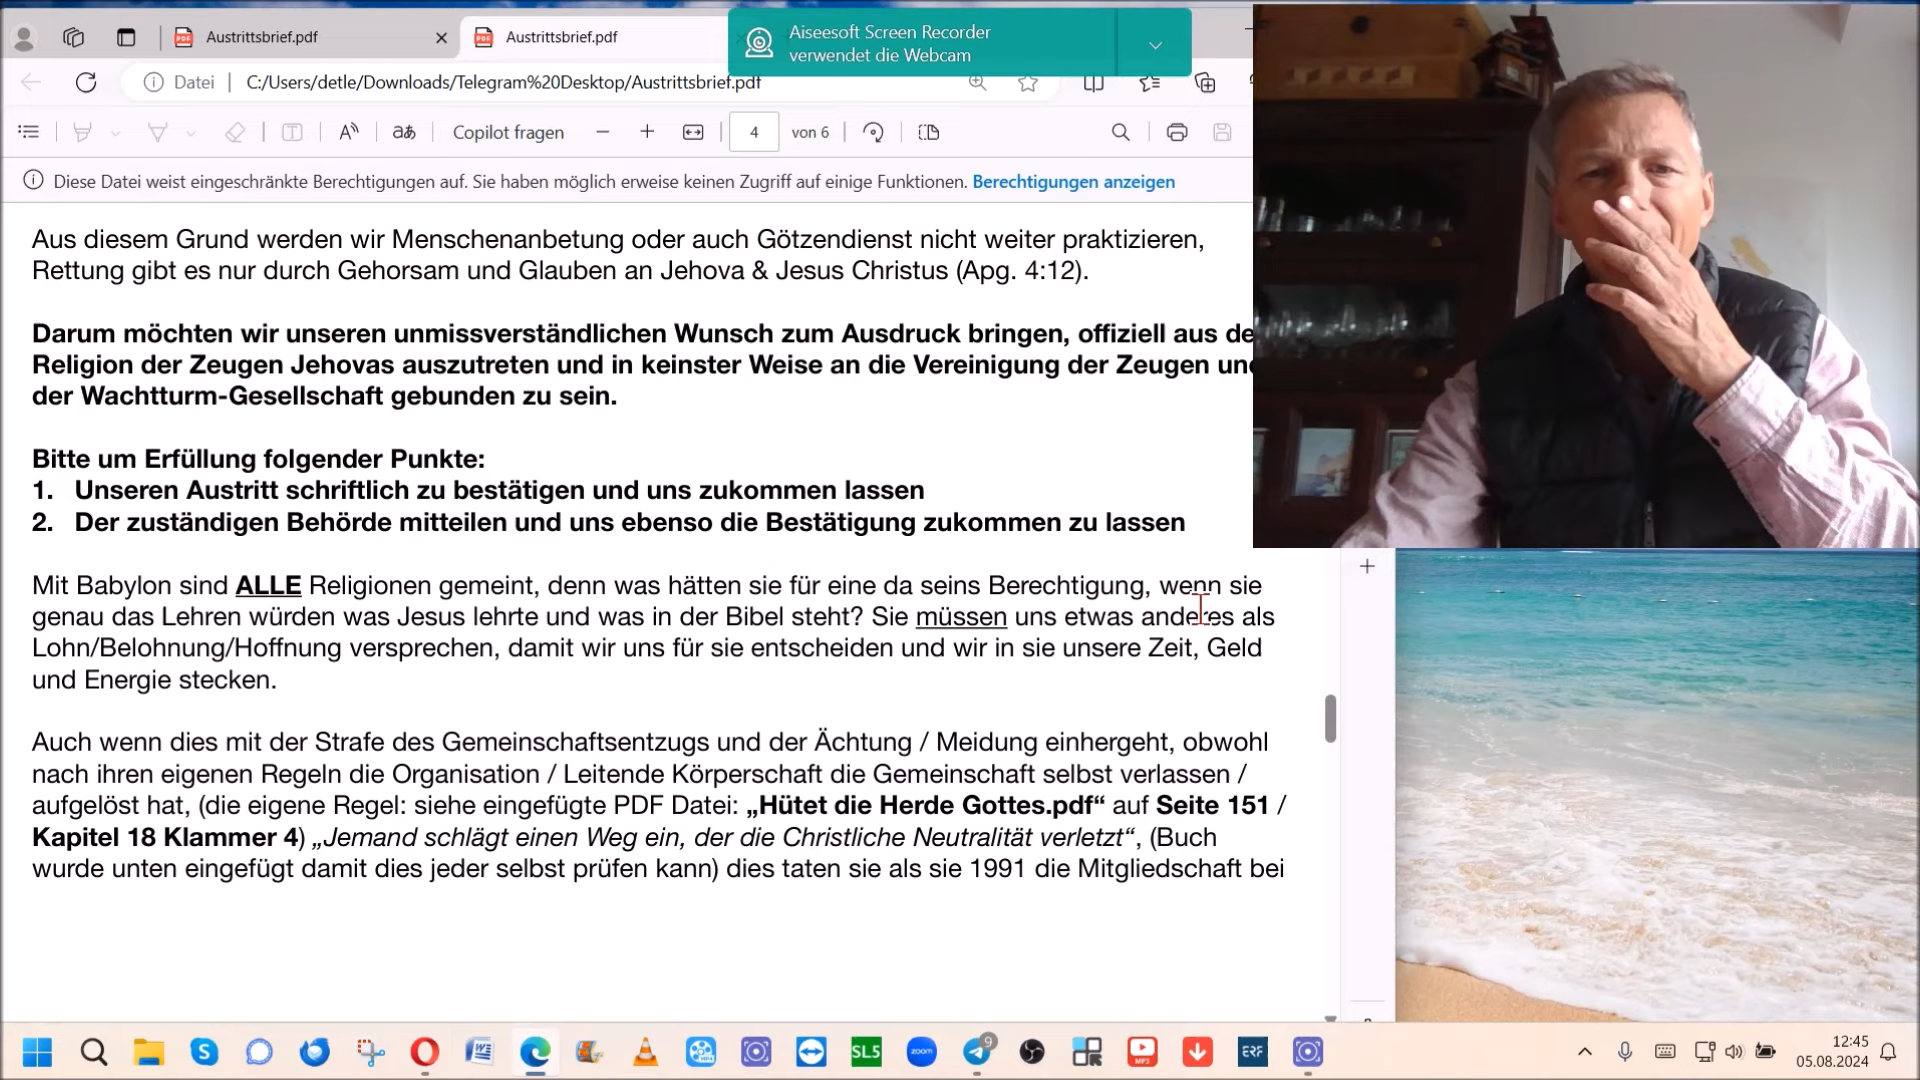 Austrittsbrief.pdf
Austrittsbrief.pdf
Aiseesoft Screen Recorder
verwendet die Webcam
Datei
C:/Users/detle/Downloads/Telegram%20Desktop/Austrittsbrief.pdf
Copilot fragen
4
von 6
Diese Datei weist eingeschränkte Berechtigungen auf. Sie haben möglich erweise keinen Zugriff auf einige Funktionen. Berechtigungen anzeigen
Aus diesem Grund werden wir Menschenanbetung oder auch Götzendienst nicht weiter praktizieren,
Rettung gibt es nur durch Gehorsam und Glauben an Jehova & Jesus Christus (Apg. 4:12).
Darum möchten wir unseren unmissverständlichen Wunsch zum Ausdruck bringen, offiziell aus de
Religion der Zeugen Jehovas auszutreten und in keinster Weise an die Vereinigung der Zeugen und
der Wachtturm-Gesellschaft gebunden zu sein.
Bitte um Erfüllung folgender Punkte:
1. Unseren Austritt schriftlich zu bestätigen und uns zukommen lassen
2. Der zuständigen Behörde mitteilen und uns ebenso die Bestätigung zukommen zu lassen
Mit Babylon sind ALLE Religionen gemeint, denn was hätten sie für eine da seins Berechtigung, wenn sie
genau das Lehren würden was Jesus lehrte und was in der Bibel steht? Sie müssen uns etwas anderes als
Lohn/Belohnung/Hoffnung versprechen, damit wir uns für sie entscheiden und wir in sie unsere Zeit, Geld
und Energie stecken.
Auch wenn dies mit der Strafe des Gemeinschaftsentzugs und der Ächtung / Meidung einhergeht, obwohl
nach ihren eigenen Regeln die Organisation / Leitende Körperschaft die Gemeinschaft selbst verlassen /
aufgelöst hat, (die eigene Regel: siehe eingefügte PDF Datei: „Hütet die Herde Gottes.pdf“ auf Seite 151 /
Kapitel 18 Klammer 4) „Jemand schlägt einen Weg ein, der die Christliche Neutralität verletzt“, (Buch
wurde unten eingefügt damit dies jeder selbst prüfen kann) dies taten sie als sie 1991 die Mitgliedschaft bei
SL5
zoom
9
MP3
ERF
12:45
05.08.2024